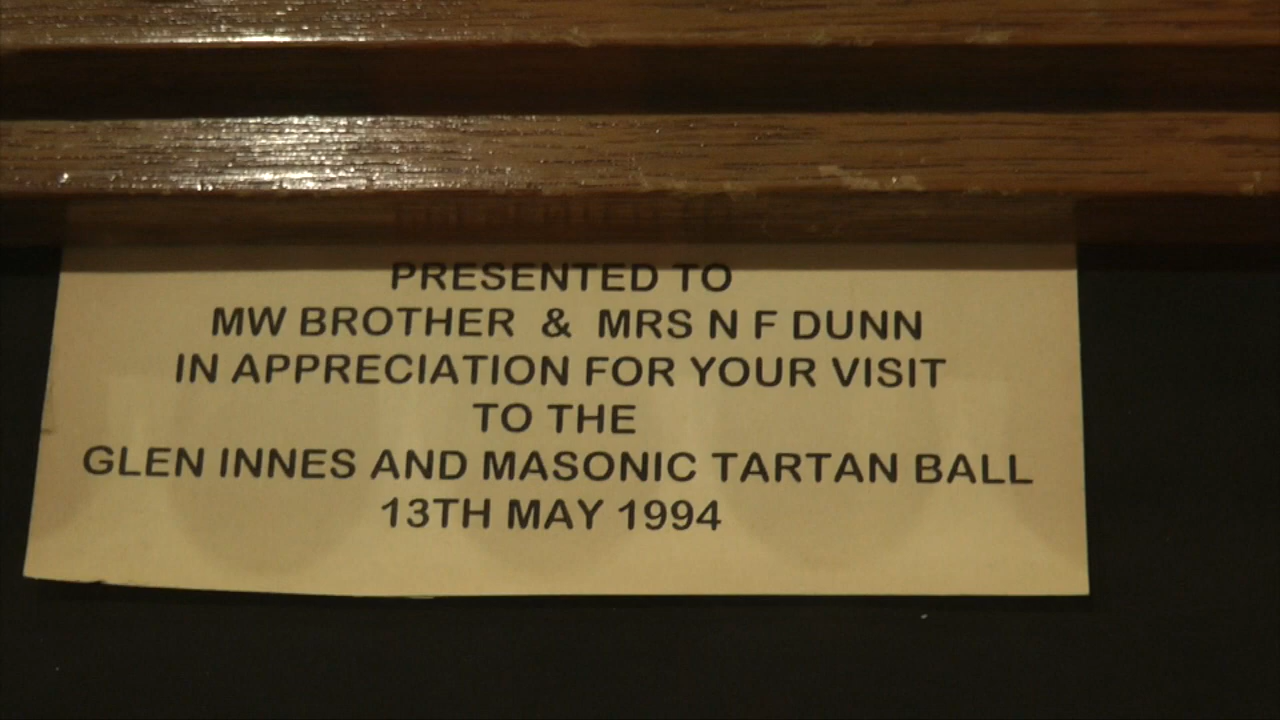 PRESENTED TO
MW BROTHER & MRS N F DUNN
IN APPRECIATION FOR YOUR VISIT
TO THE
GLEN INNES AND MASONIC TARTAN BALL
13TH MAY 1994